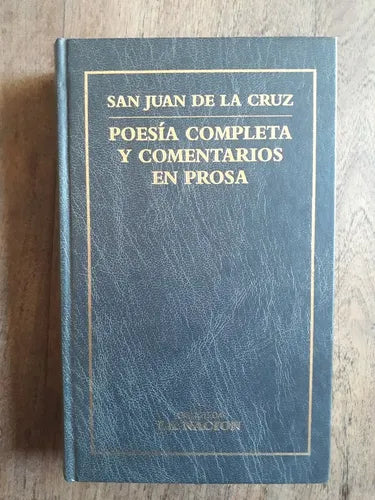 SAN JUAN DE LA CRUZ
POESÍA COMPLETA
Y COMENTARIOS
EN PROSA
LA NACION